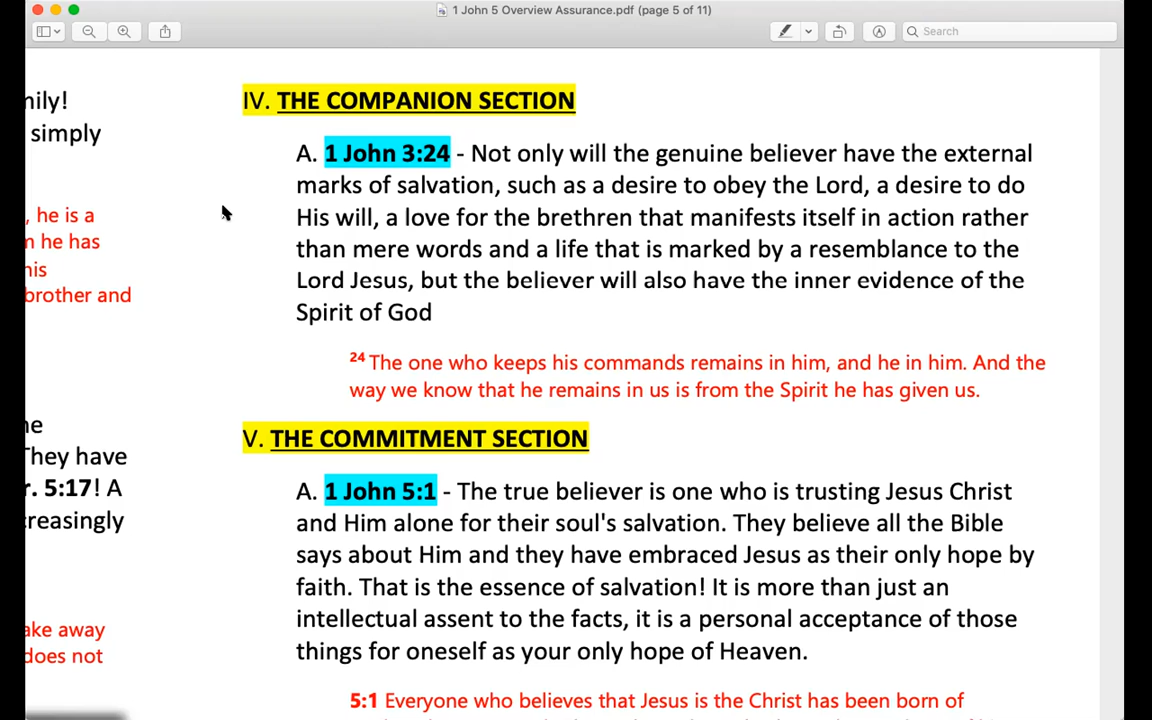 1 John 5 Overview Assurance.pdf (page 5 of 11)
Search
nily!
simply
, he is a
n he has
his
brother and
ne
They have
r. 5:17! A
creasingly
ake away
does not
IV. THE COMPANION SECTION
A. 1 John 3:24 - Not only will the genuine believer have the external
marks of salvation, such as a desire to obey the Lord, a desire to do
His will, a love for the brethren that manifests itself in action rather
than mere words and a life that is marked by a resemblance to the
Lord Jesus, but the believer will also have the inner evidence of the
Spirit of God
24 The one who keeps his commands remains in him, and he in him. And the
way we know that he remains in us is from the Spirit he has given us.
V. THE COMMITMENT SECTION
A. 1 John 5:1 - The true believer is one who is trusting Jesus Christ
and Him alone for their soul's salvation. They believe all the Bible
says about Him and they have embraced Jesus as their only hope by
faith. That is the essence of salvation! It is more than just an
intellectual assent to the facts, it is a personal acceptance of those
things for oneself as your only hope of Heaven.
5:1 Everyone who believes that Jesus is the Christ has been born of